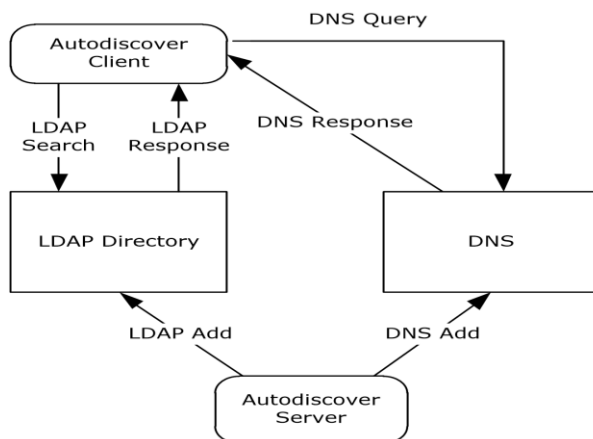 DNS Query
Autodiscover
Client
LDAP
Search
LDAP
Response
DNS Response
LDAP Directory
DNS
LDAP Add
DNS Add
Autodiscover
Server